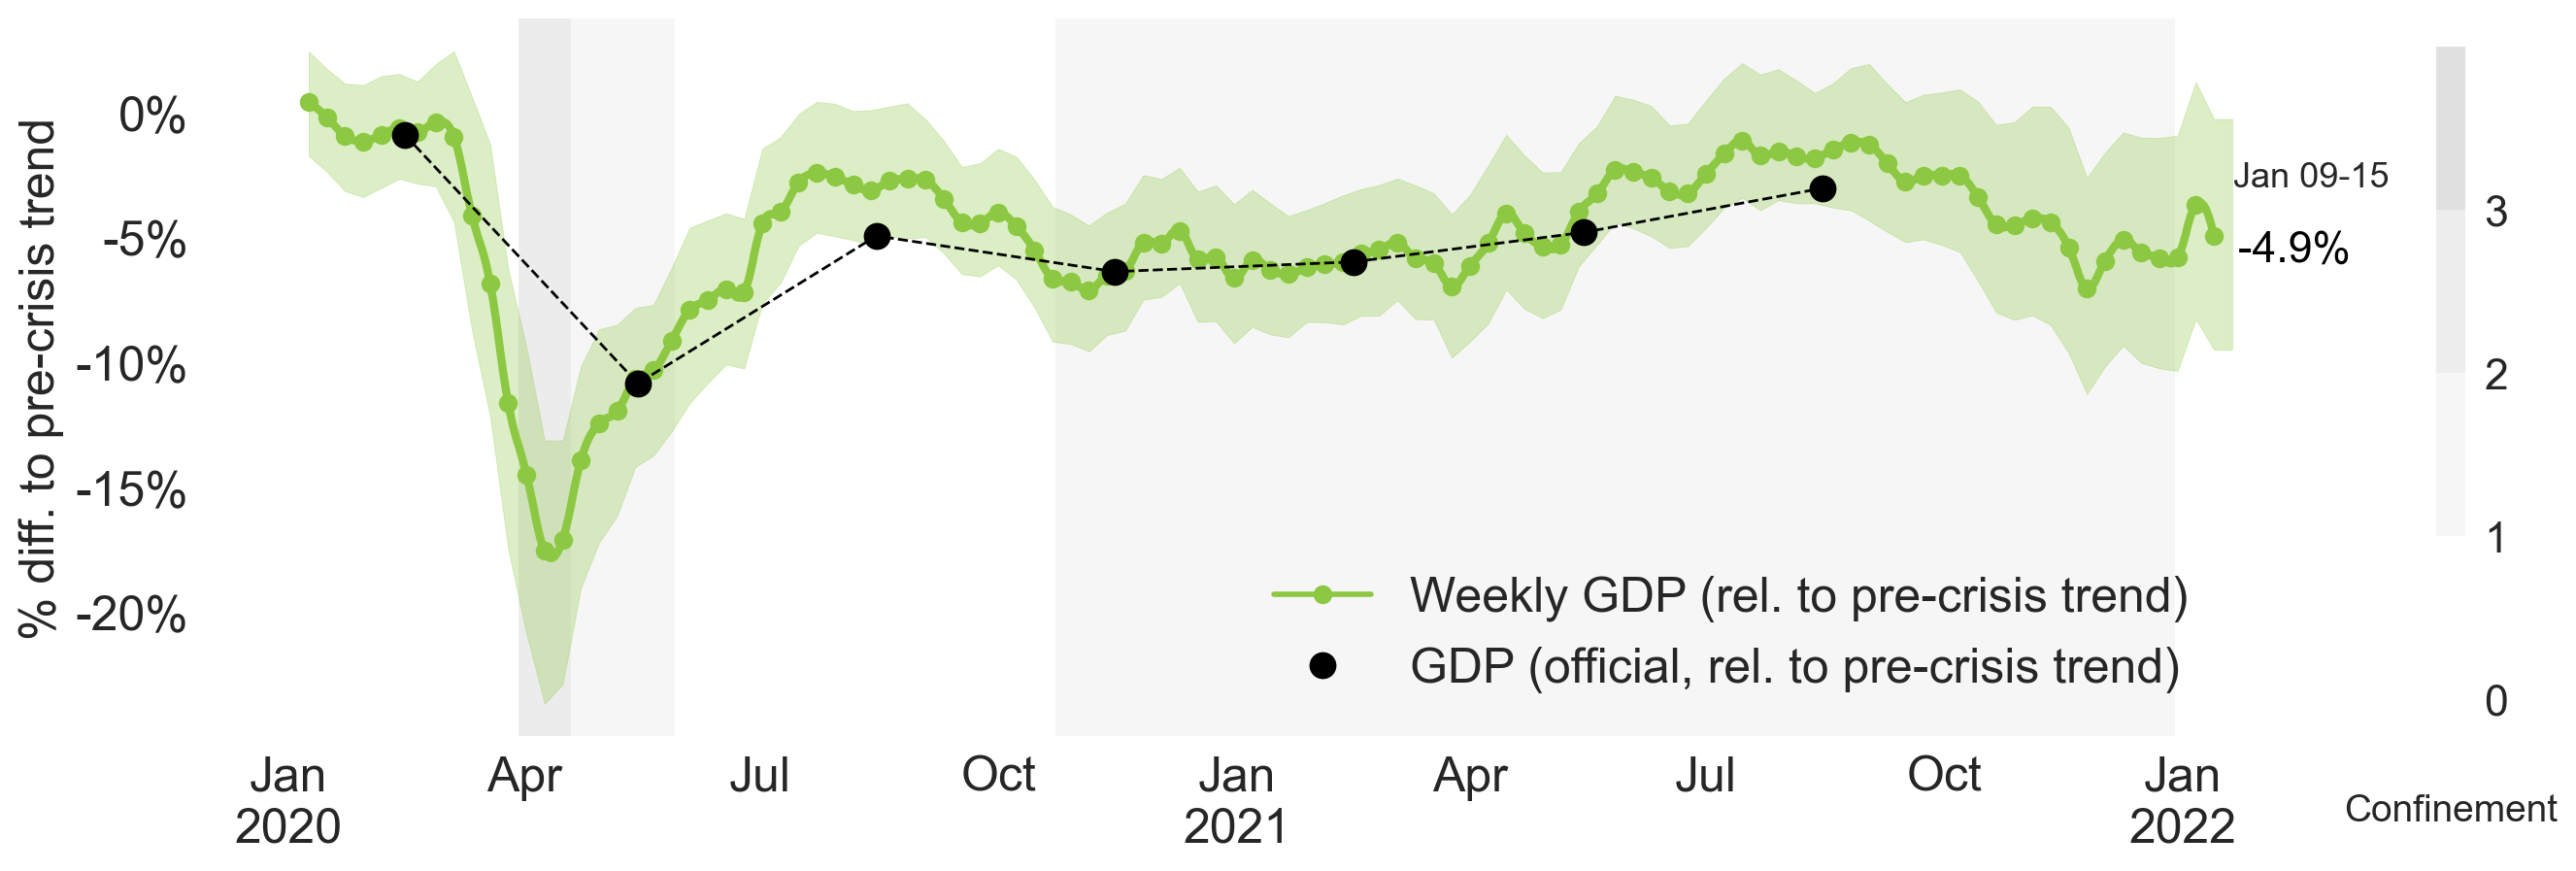 % diff. to pre-crisis trend
0%
-5%
-10%
-15%
-20%
Jan 09-15
-4.9%
Weekly GDP (rel. to pre-crisis trend)
GDP (official, rel. to pre-crisis trend)
3
2
1
0
Confinement
Jan Apr Jul Oct Jan Apr Jul Oct Jan
2020 2021 2022